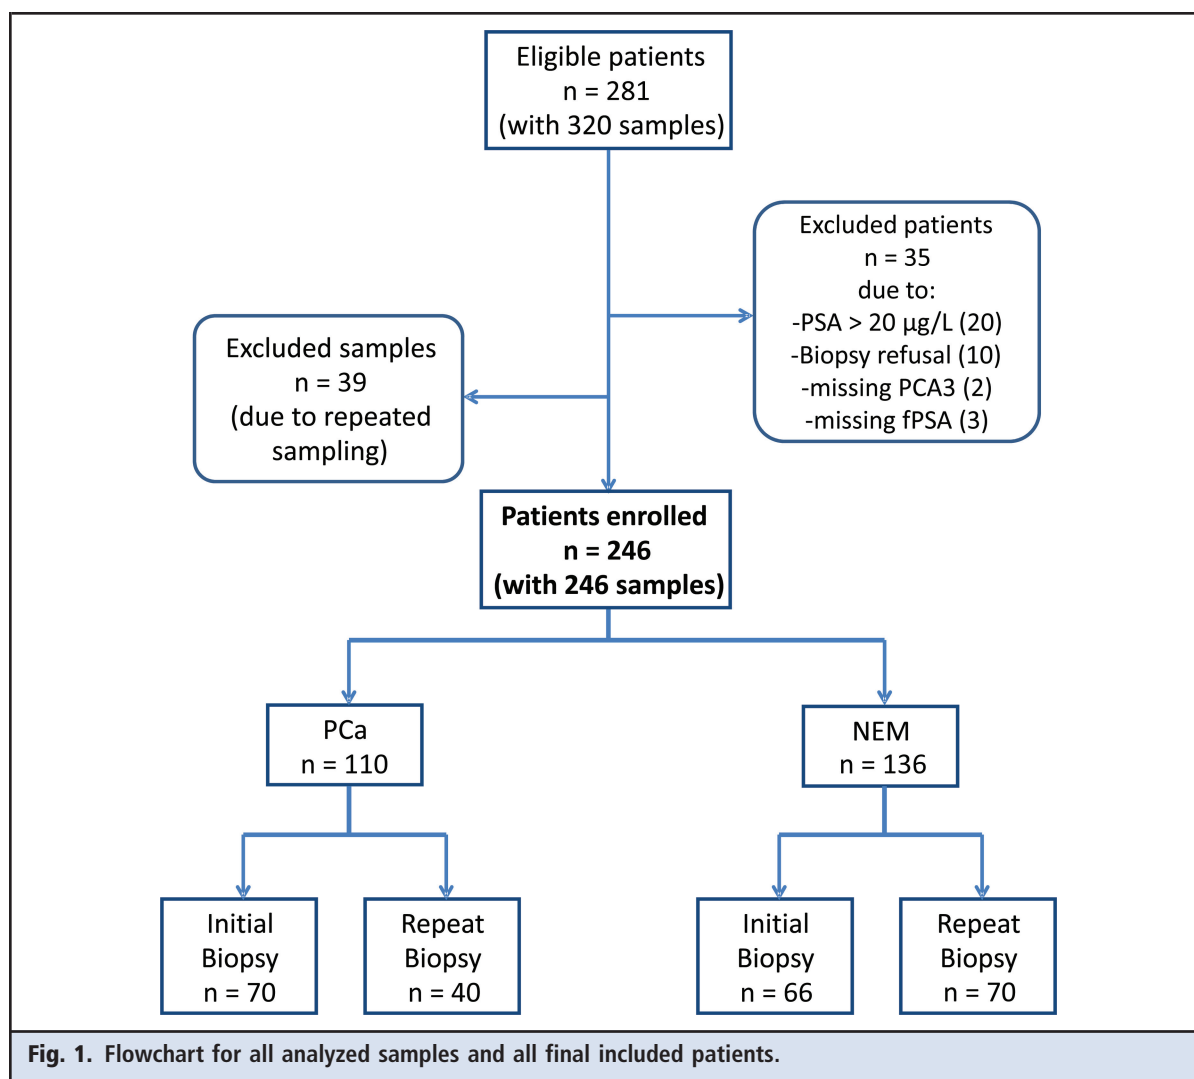 Eligible patients
n = 281
(with 320 samples)
Excluded patients
n = 35
due to:
-PSA > 20 µg/L (20)
-Biopsy refusal (10)
-missing PCA3 (2)
-missing fPSA (3)
Excluded samples
n = 39
(due to repeated
sampling)
Patients enrolled
n = 246
(with 246 samples)
PCa
n = 110
NEM
n = 136
Initial
Biopsy
n = 70
Repeat
Biopsy
n = 40
Initial
Biopsy
n = 66
Repeat
Biopsy
n = 70
Fig. 1. Flowchart for all analyzed samples and all final included patients.